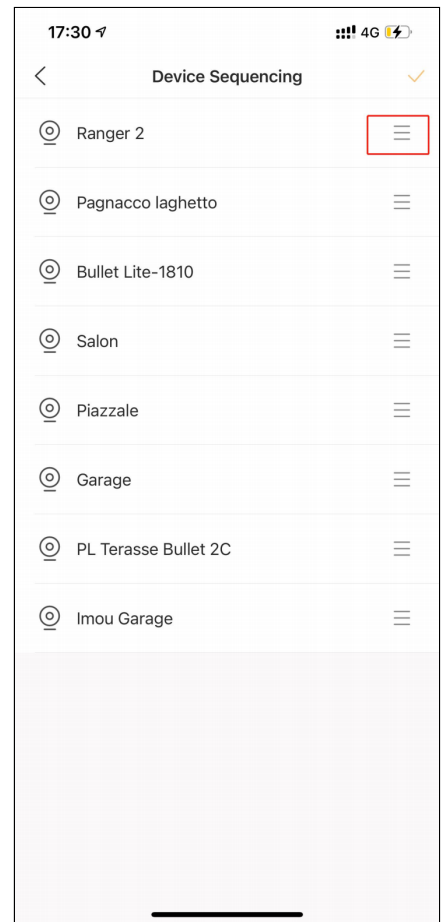 17:30
4G
Device Sequencing
Ranger 2
Pagnacco laghetto
Bullet Lite-1810
Salon
Piazzale
Garage
PL Terasse Bullet 2C
Imou Garage